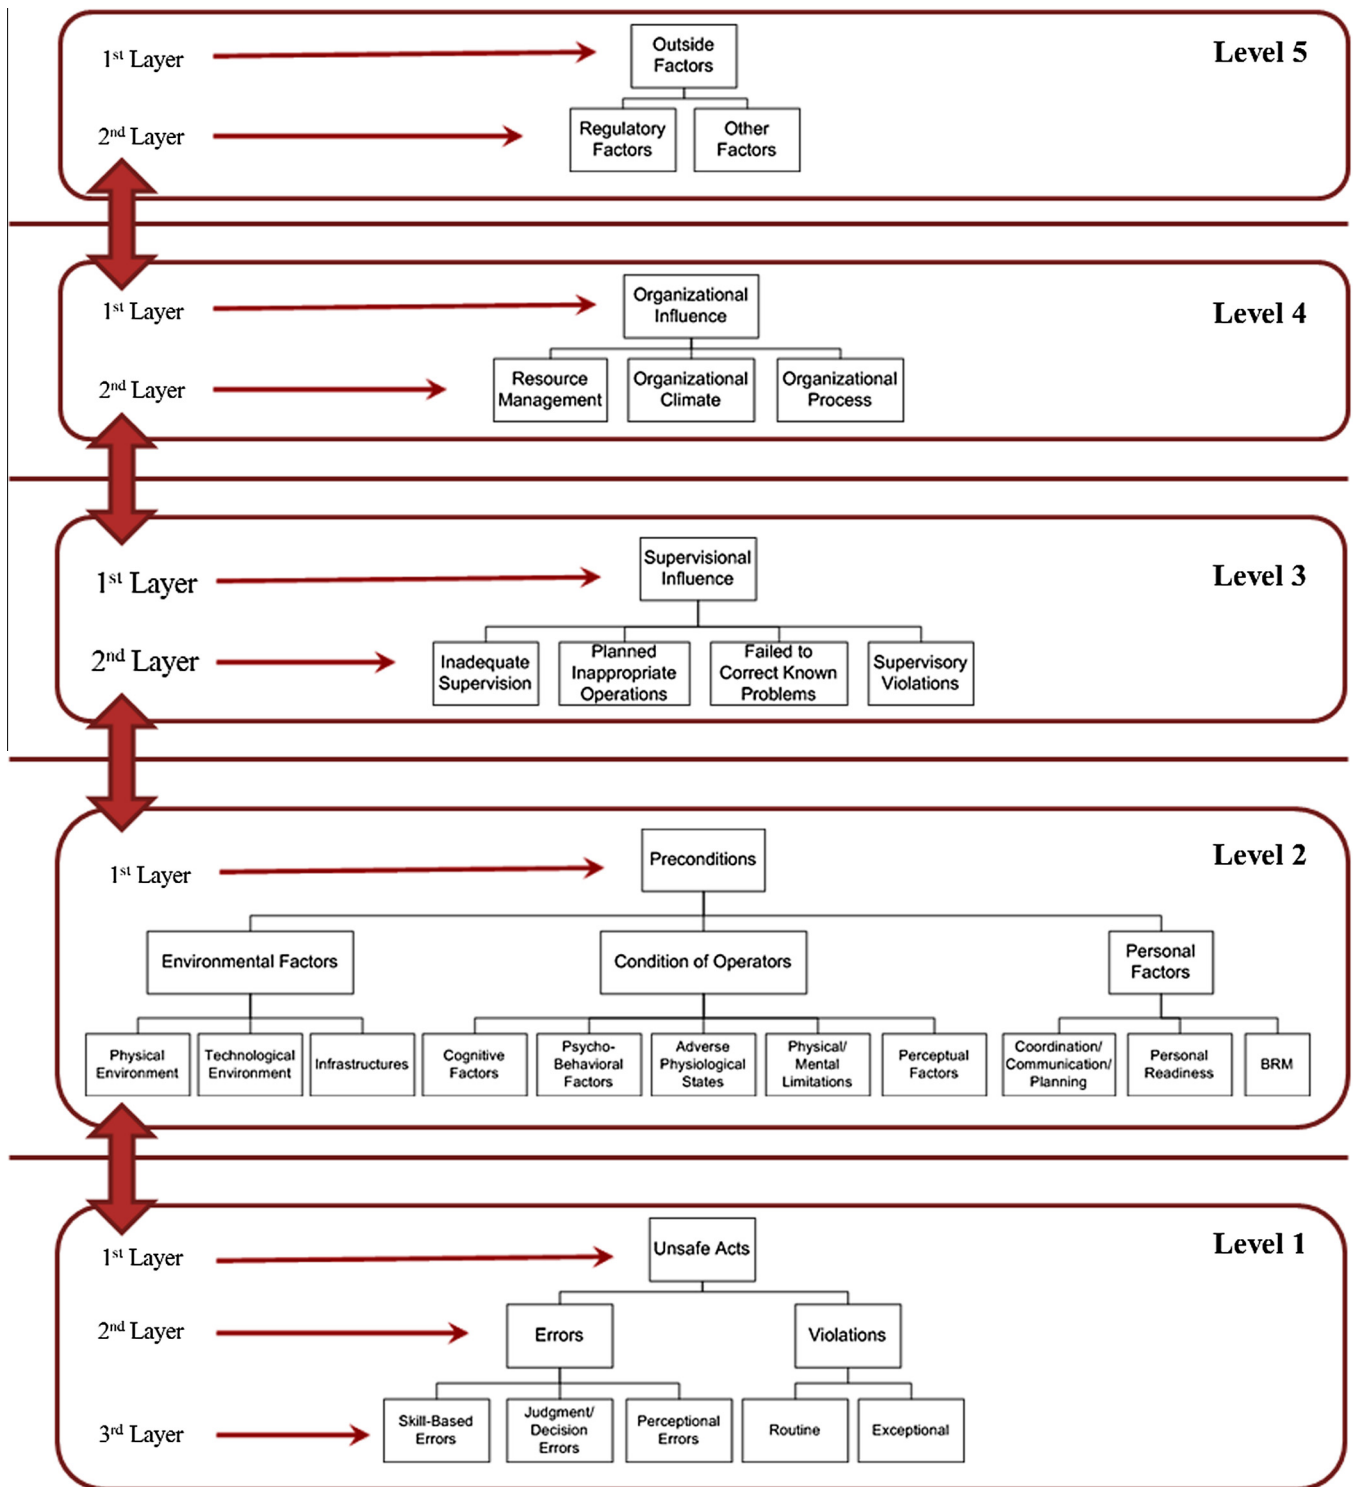 1st Layer
Outside
Factors
Level 5
2nd Layer
Regulatory
Factors
Other
Factors
1st Layer
Organizational
Influence
Level 4
2nd Layer
Resource
Management
Organizational
Climate
Organizational
Process
1st Layer
Supervisional
Influence
Level 3
2nd Layer
Inadequate
Supervision
Planned
Inappropriate
Operations
Failed to
Correct Known
Problems
Supervisory
Violations
1st Layer
Preconditions
Level 2
Environmental Factors
Condition of Operators
Personal
Factors
Physical
Environment
Technological
Environment
Infrastructures
Cognitive
Factors
Psycho-
Behavioral
Factors
Adverse
Physiological
States
Physical/
Mental
Limitations
Perceptual
Factors
Coordination/
Communication/
Planning
Personal
Readiness
BRM
1st Layer
Unsafe Acts
Level 1
2nd Layer
Errors
Violations
3rd Layer
Skill-Based
Errors
Judgment/
Decision
Errors
Perceptional
Errors
Routine
Exceptional